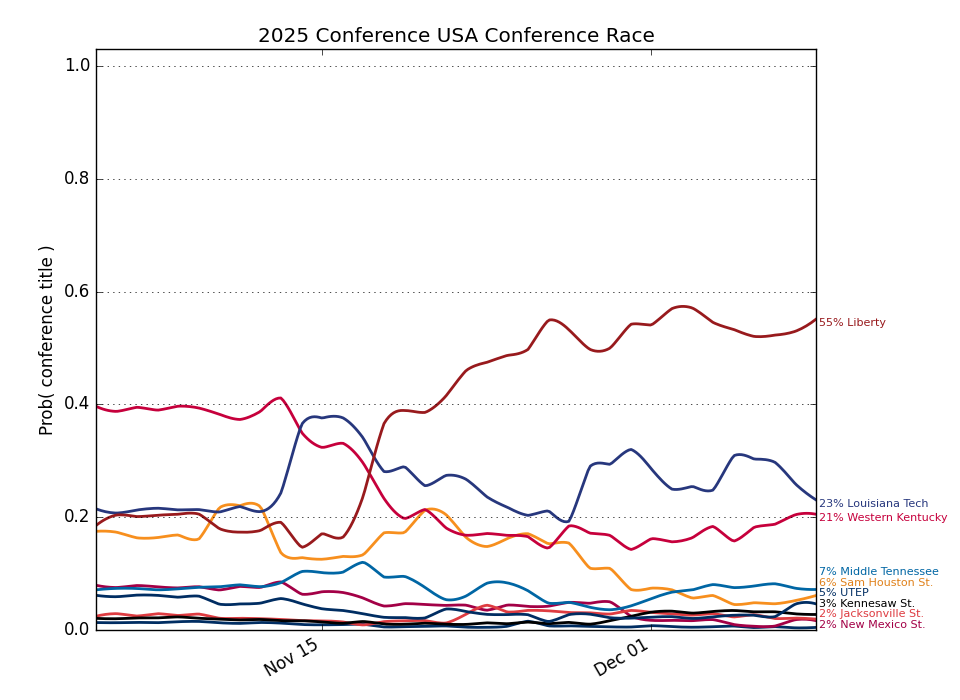 2025 Conference USA Conference Race
Prob( conference title )
1.0
0.8
0.6
0.4
0.2
0.0
Nov 15
Dec 01
55% Liberty
23% Louisiana Tech
21% Western Kentucky
7% Middle Tennessee
6% Sam Houston St.
5% UTEP
3% Kennesaw St.
2% Jacksonville St.
2% New Mexico St.